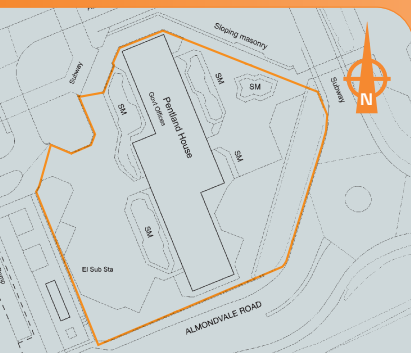 Sloping masonry
Subway
Subway
SM
SM
SM
Pentland House
Govt Offices
SM
SM
El Sub Sta
ALMONDVALE ROAD
N